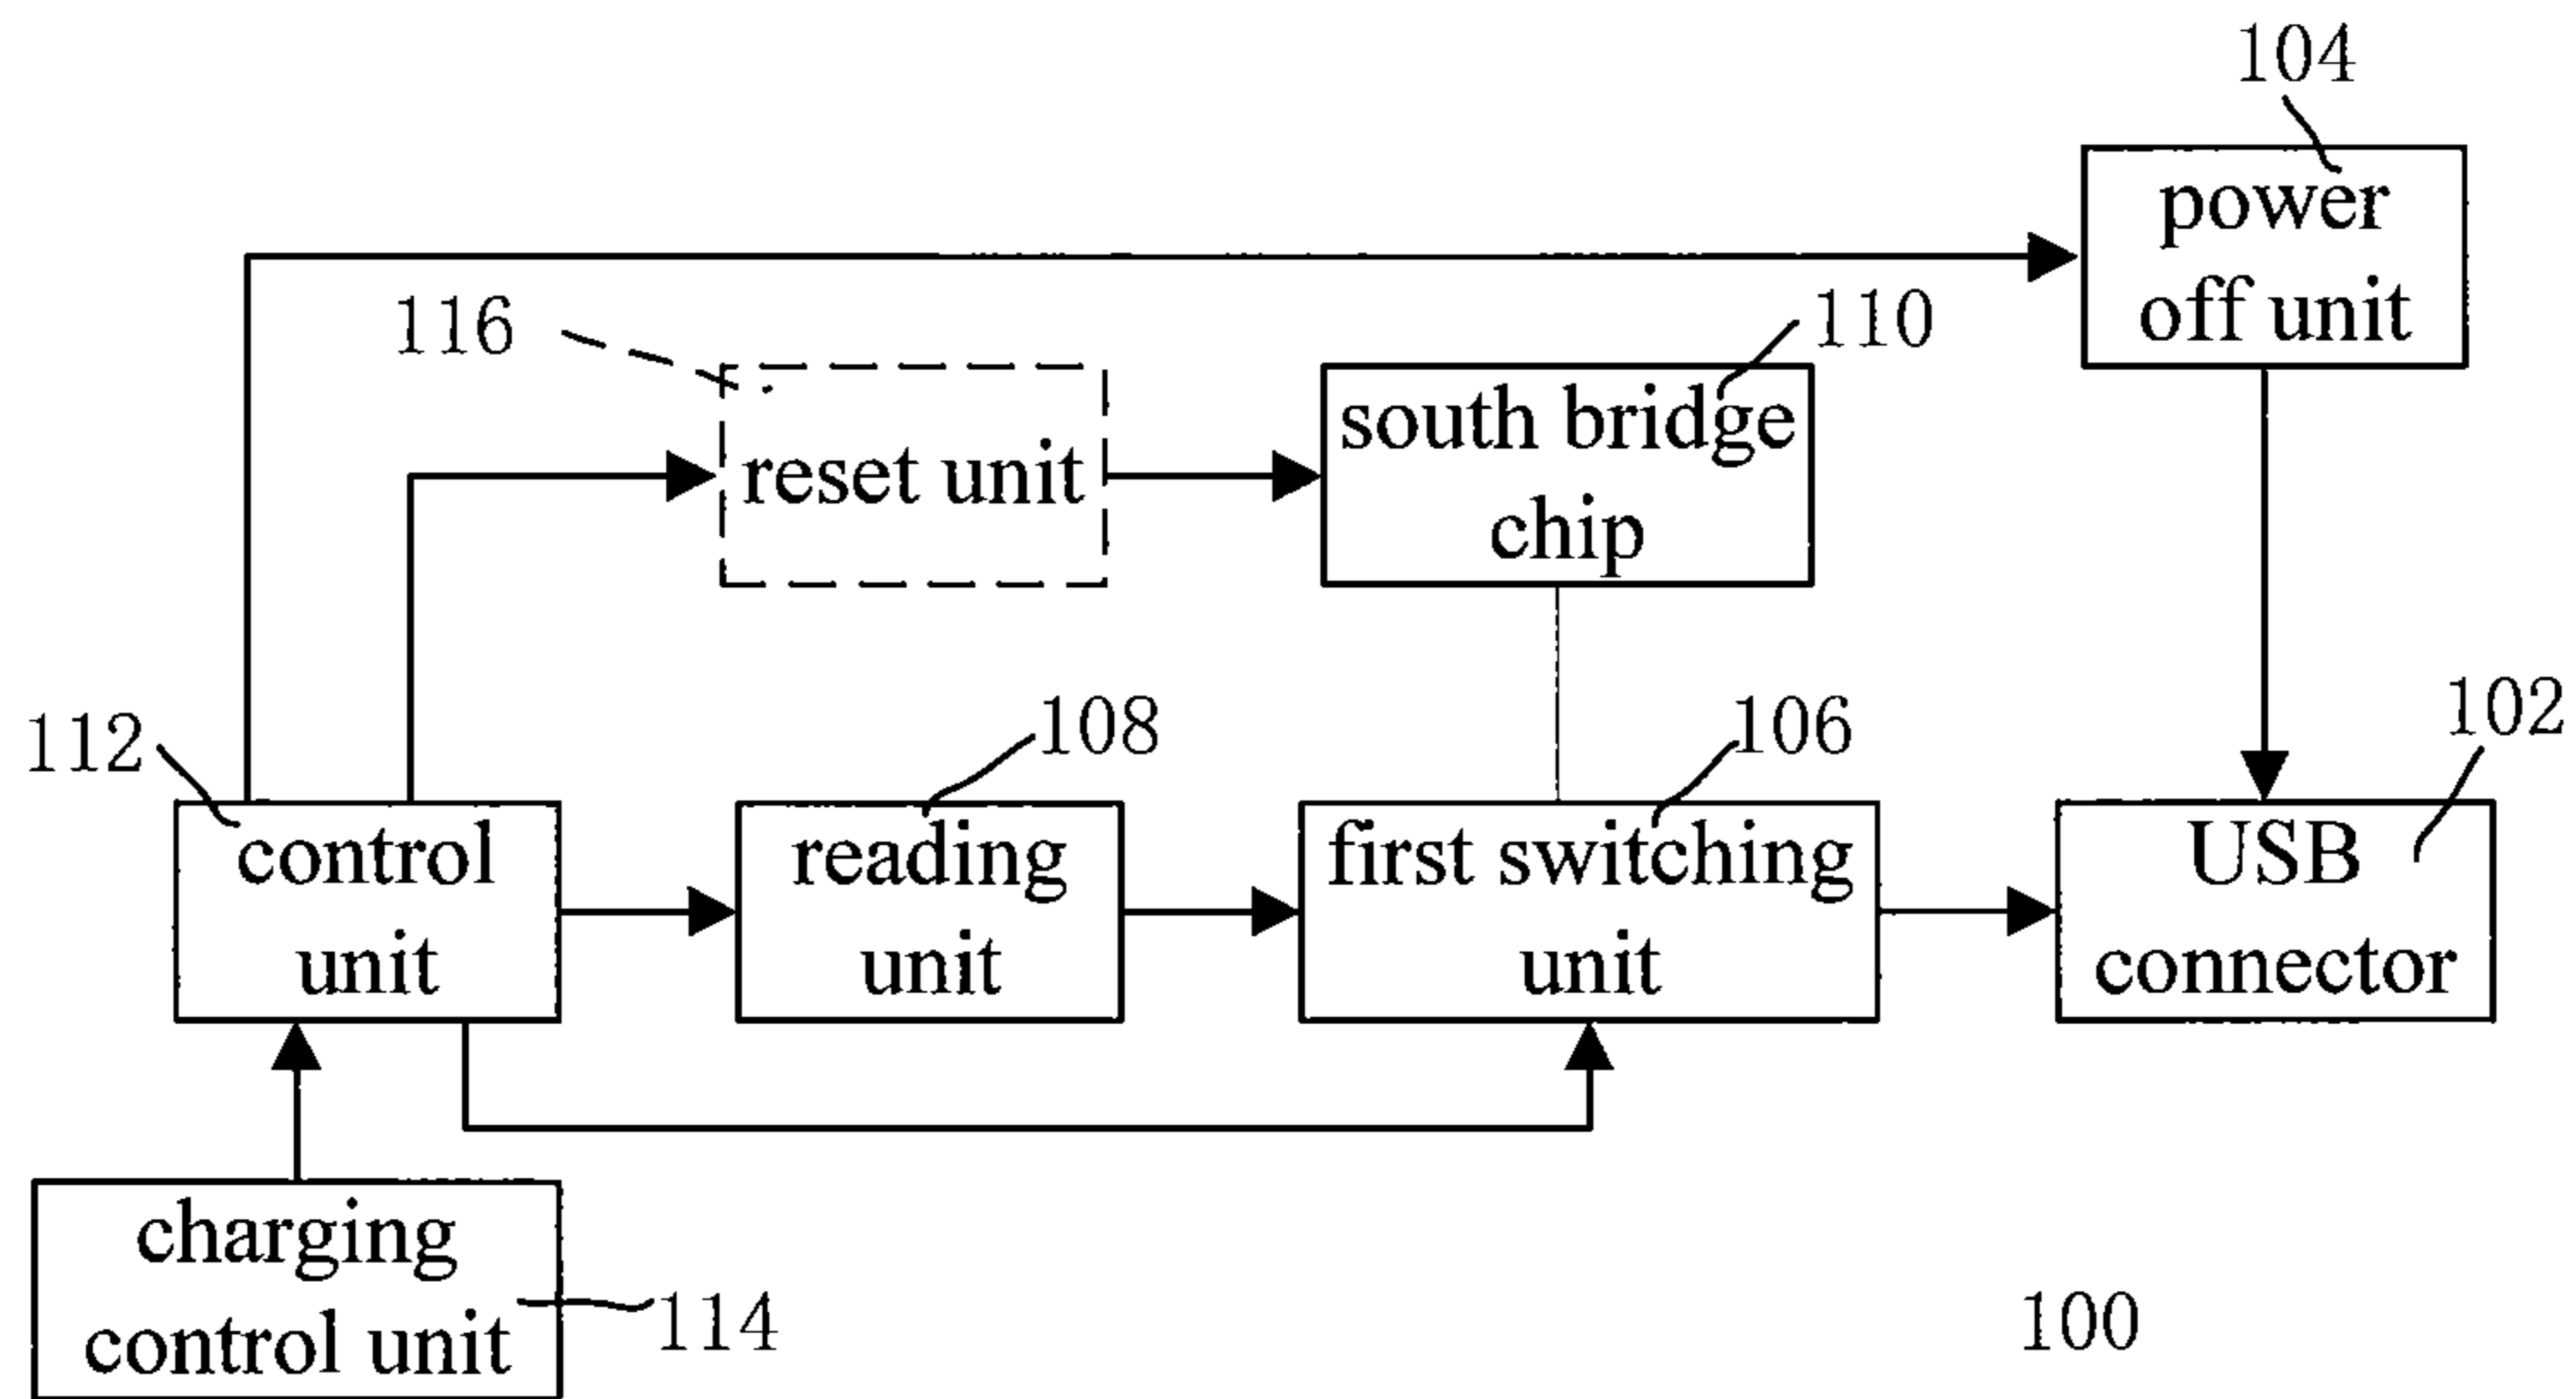 104
power
off unit
116
110
reset unit
south bridge
chip
112
108
106
102
control
unit
reading
unit
first switching
unit
USB
connector
charging
control unit
114
100